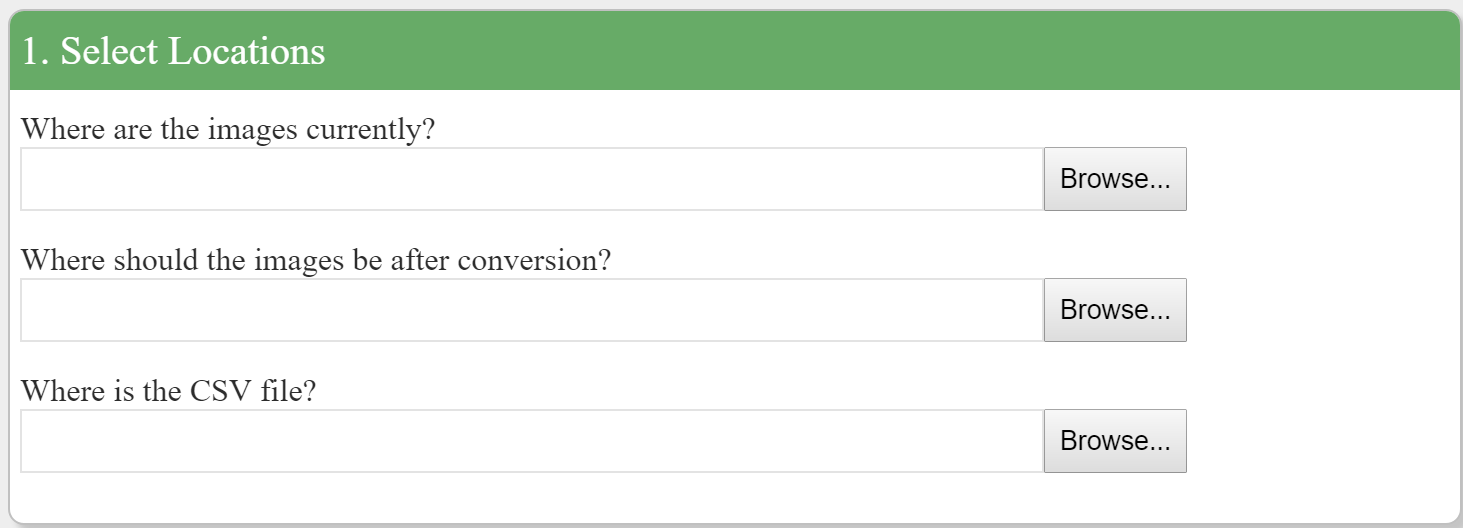 1. Select Locations
Where are the images currently?
Browse...
Where should the images be after conversion?
Browse...
Where is the CSV file?
Browse...